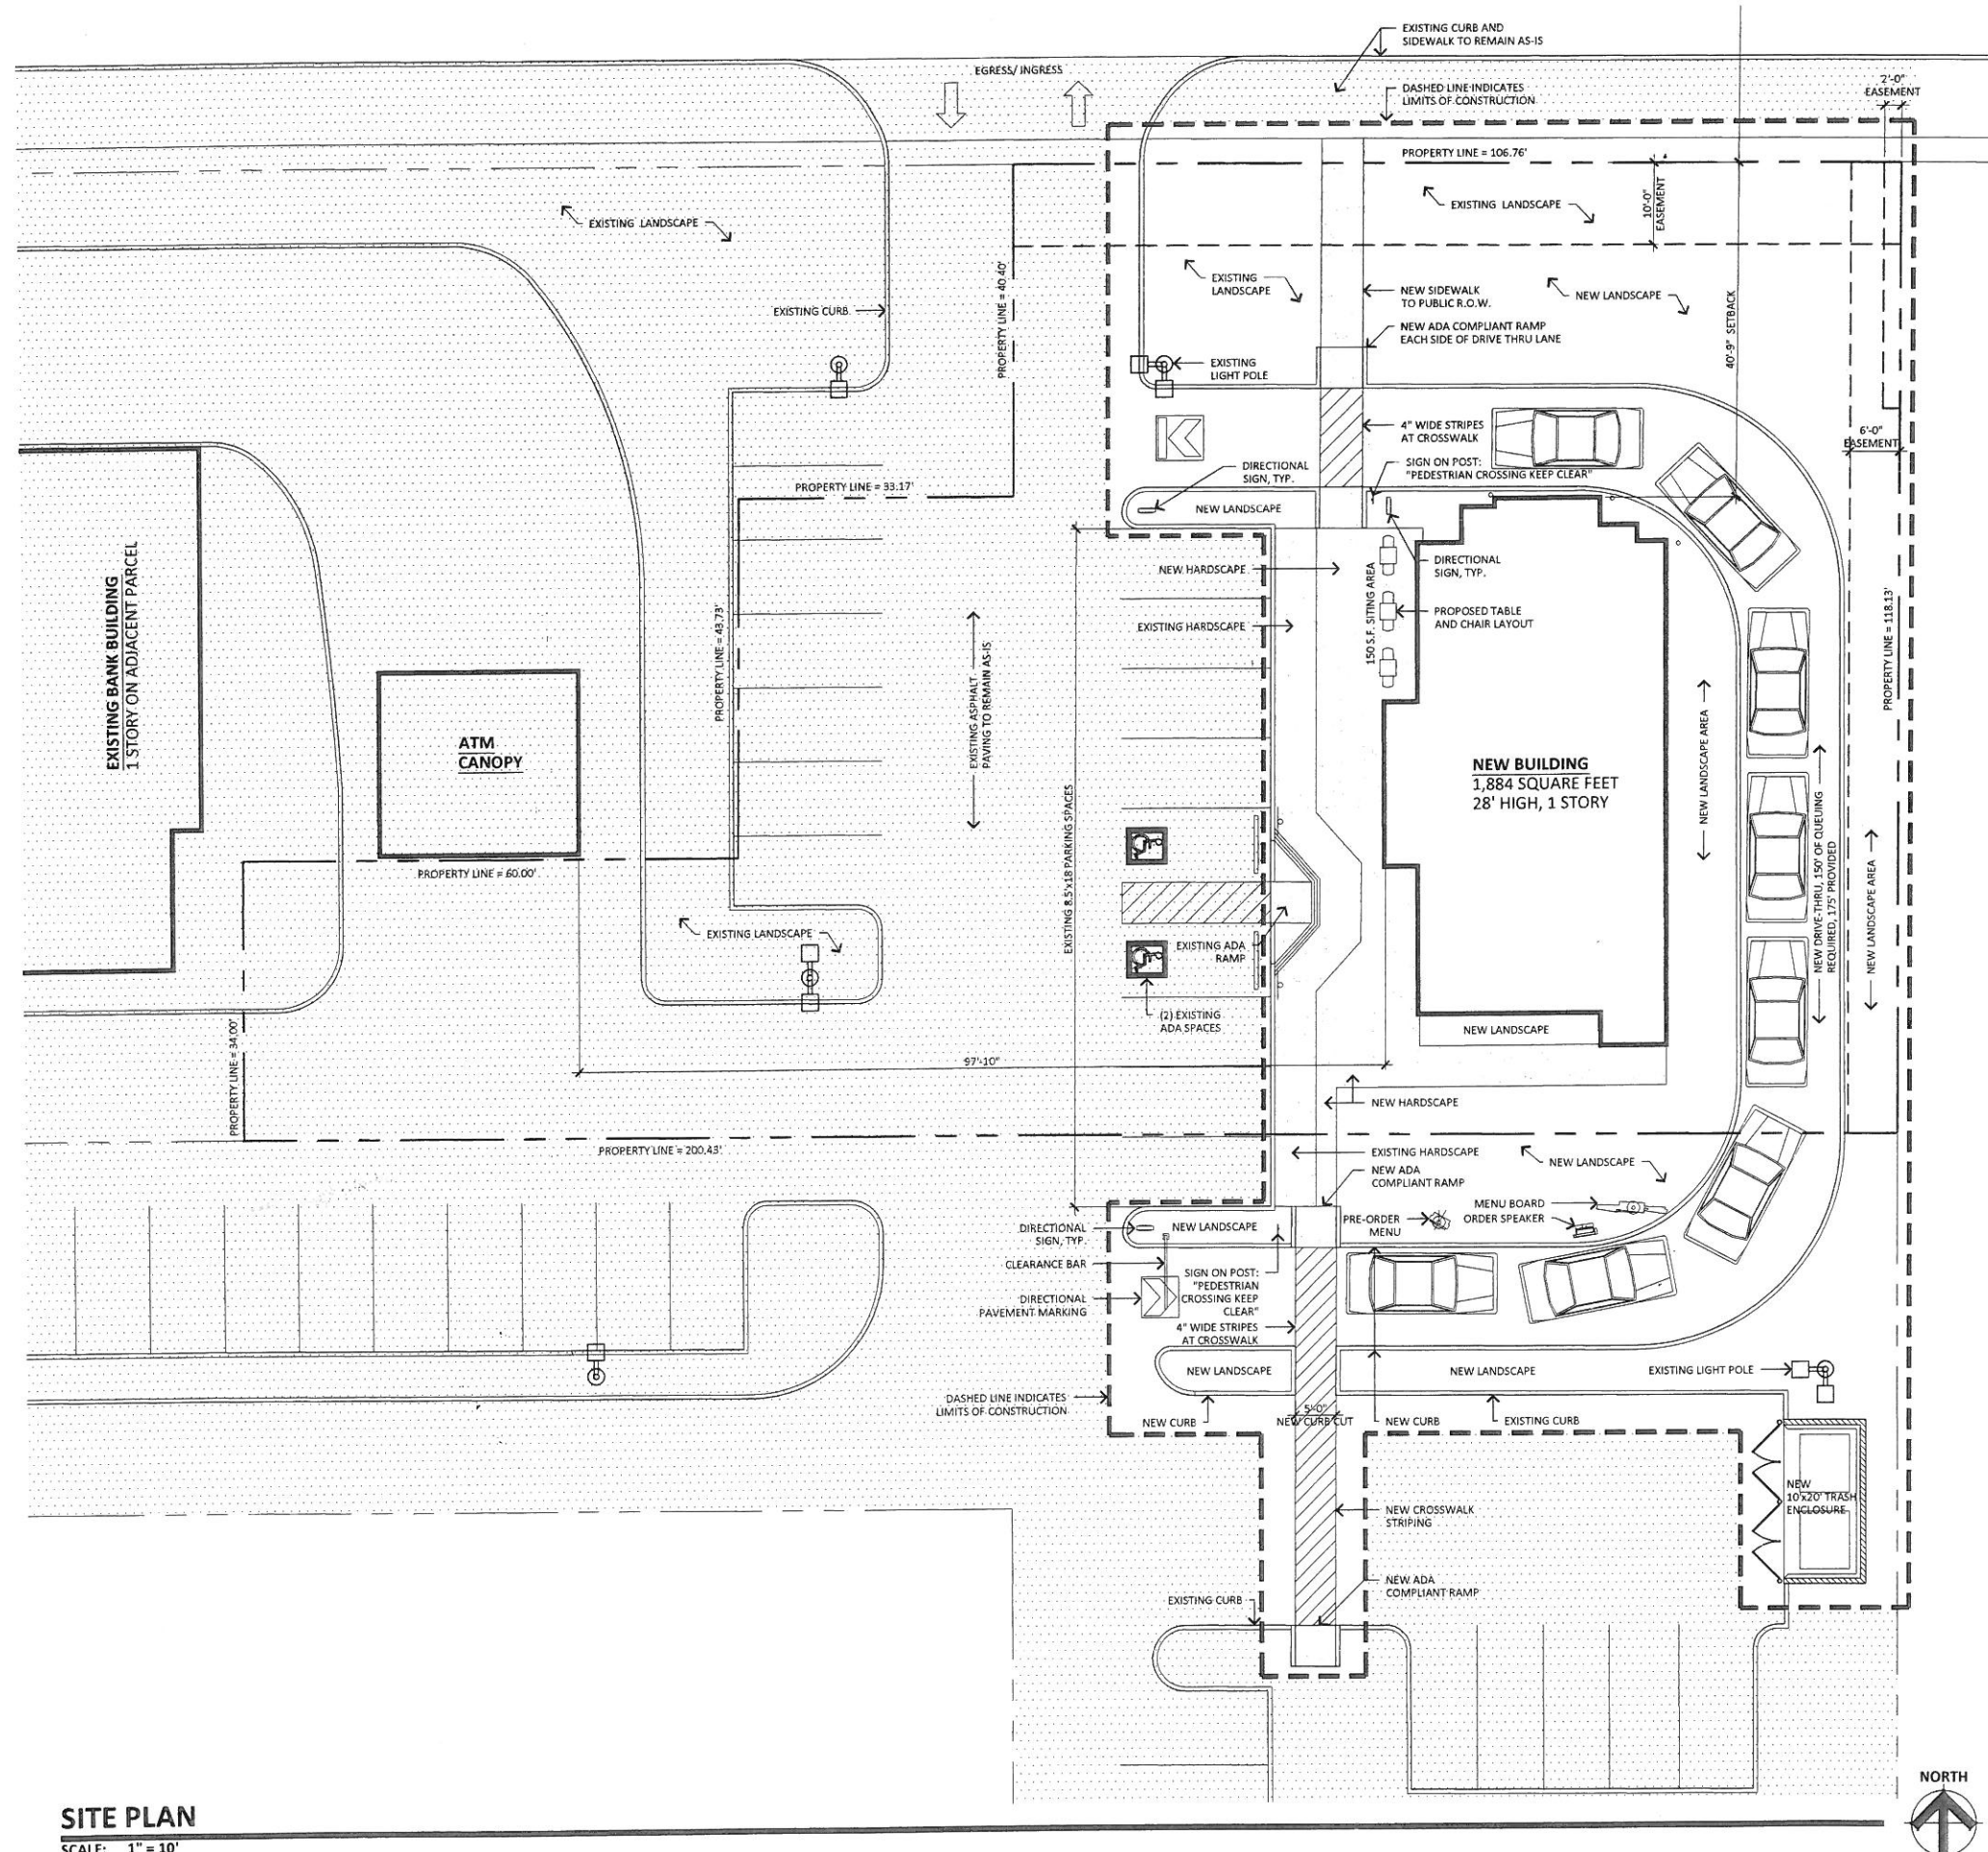 EXISTING CURB AND
SIDEWALK TO REMAIN AS-IS
EGRESS/ INGRESS
2'-0"
EASEMENT
DASHED LINE INDICATES
LIMITS OF CONSTRUCTION
PROPERTY LINE = 106.76'
EXISTING LANDSCAPE
EXISTING LANDSCAPE
10'-0"
EASEMENT
PROPERTY LINE = 40.40'
EXISTING
LANDSCAPE
NEW SIDEWALK
TO PUBLIC R.O.W.
NEW LANDSCAPE
40'-9" SETBACK
EXISTING CURB
NEW ADA COMPLIANT RAMP
EACH SIDE OF DRIVE THRU LANE
EXISTING
LIGHT POLE
4" WIDE STRIPES
AT CROSSWALK
6'-0"
EASEMENT
DIRECTIONAL
SIGN, TYP.
SIGN ON POST:
"PEDESTRIAN CROSSING KEEP CLEAR"
PROPERTY LINE = 33.17'
NEW LANDSCAPE
EXISTING BANK BUILDING
1 STORY ON ADJACENT PARCEL
NEW HARDSCAPE
150 S.F. SITING AREA
DIRECTIONAL
SIGN, TYP.
PROPOSED TABLE
AND CHAIR LAYOUT
EXISTING HARDSCAPE
PROPERTY LINE = 43.73'
EXISTING ASPHALT
PAVING TO REMAIN AS-IS
PROPERTY LINE = 118.13'
ATM
CANOPY
NEW BUILDING
1,884 SQUARE FEET
28' HIGH, 1 STORY
NEW LANDSCAPE AREA
EXISTING 8.5'x18 PARKING SPACES
NEW DRIVE-THRU, 150' OF QUEUING
REQUIRED, 175' PROVIDED
NEW LANDSCAPE AREA
PROPERTY LINE = 60.00'
EXISTING LANDSCAPE
EXISTING ADA
RAMP
(2) EXISTING
ADA SPACES
NEW LANDSCAPE
97'-10"
PROPERTY LINE = 34.00'
NEW HARDSCAPE
PROPERTY LINE = 200.43'
EXISTING HARDSCAPE
NEW LANDSCAPE
NEW ADA
COMPLIANT RAMP
MENU BOARD
ORDER SPEAKER
PRE-ORDER
MENU
DIRECTIONAL
SIGN, TYP.
NEW LANDSCAPE
CLEARANCE BAR
SIGN ON POST:
"PEDESTRIAN
CROSSING KEEP
CLEAR"
DIRECTIONAL
PAVEMENT MARKING
4" WIDE STRIPES
AT CROSSWALK
NEW LANDSCAPE
NEW LANDSCAPE
EXISTING LIGHT POLE
DASHED LINE INDICATES
LIMITS OF CONSTRUCTION
5'-0"
NEW CURB
NEW CURB CUT
NEW CURB
EXISTING CURB
NEW
10'x20' TRASH
ENCLOSURE
NEW CROSSWALK
STRIPING
NEW ADA
COMPLIANT RAMP
EXISTING CURB
NORTH
SITE PLAN
SCALE: 1" = 10'